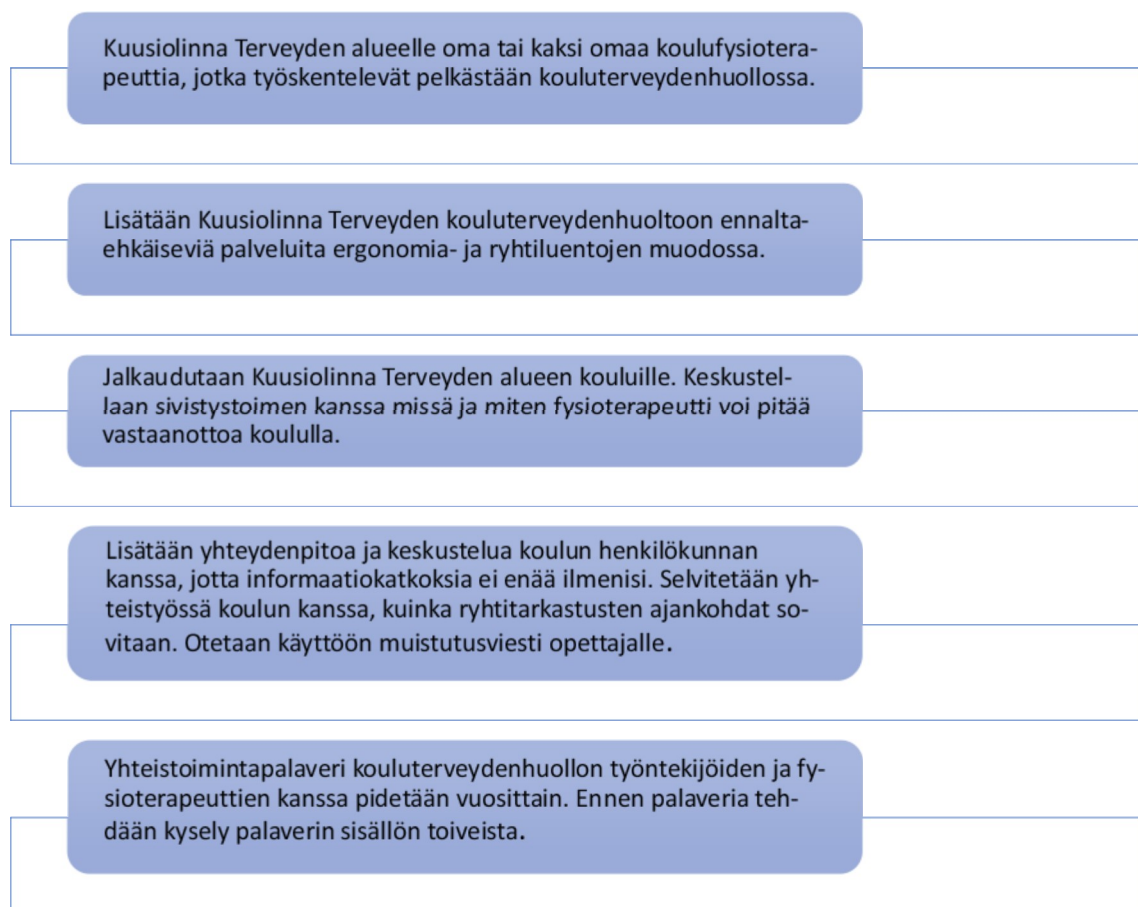 Kuusiolinna Terveyden alueelle oma tai kaksi omaa koulufysiotera-
peuttia, jotka työskentelevät pelkästään kouluterveydenhuollossa.
Lisätään Kuusiolinna Terveyden kouluterveydenhuoltoon ennalta-
ehkäiseviä palveluita ergonomia- ja ryhtiluentojen muodossa.
Jalkaudutaan Kuusiolinna Terveyden alueen kouluille. Keskustel-
laan sivistystoimen kanssa missä ja miten fysioterapeutti voi pitää
vastaanottoa koululla.
Lisätään yhteydenpitoa ja keskustelua koulun henkilökunnan
kanssa, jotta informaatiokatkoksia ei enää ilmenisi. Selvitetään yh-
teistyössä koulun kanssa, kuinka ryhtitarkastusten ajankohdat so-
vitaan. Otetaan käyttöön muistutusviesti opettajalle.
Yhteistoimintapalaveri kouluterveydenhuollon työntekijöiden ja fy-
sioterapeuttien kanssa pidetään vuosittain. Ennen palaveria teh-
dään kysely palaverin sisällön toiveista.